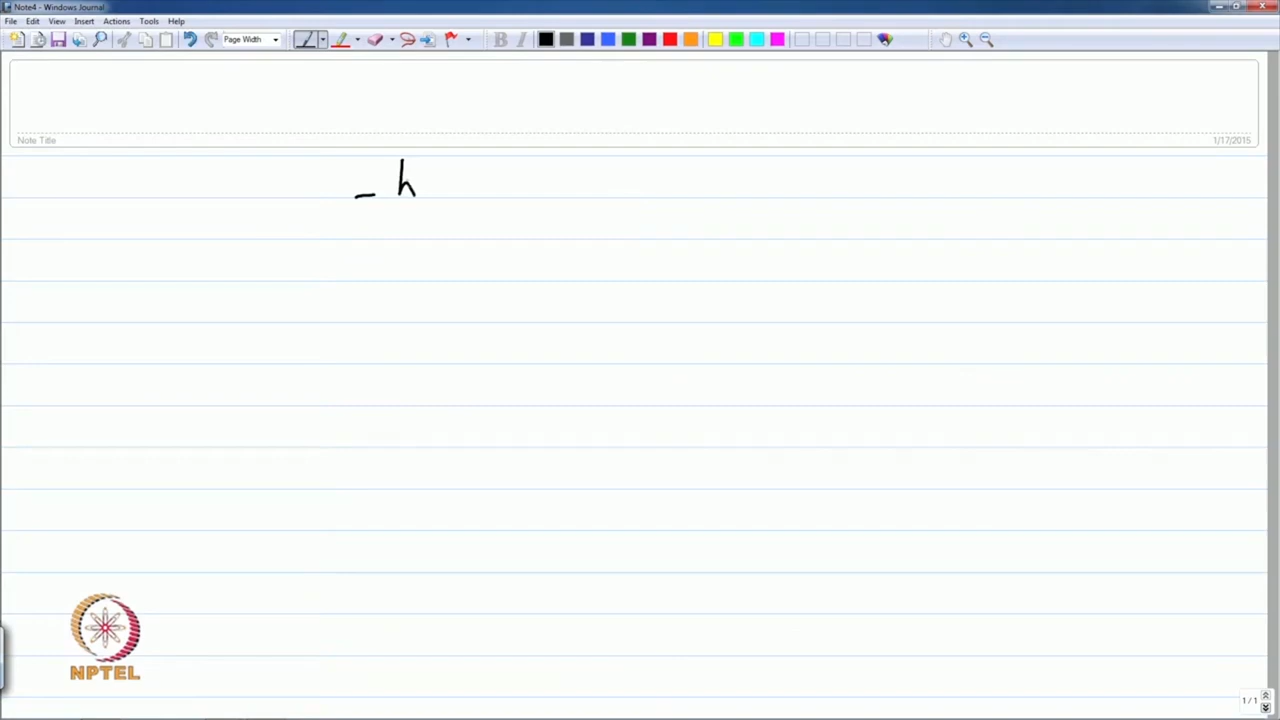 Note4 - Windows Journal
File Edit View Insert Actions Tools Help
Page Width
B I
Note Title 1/17/2015
- h
NPTEL
1/1